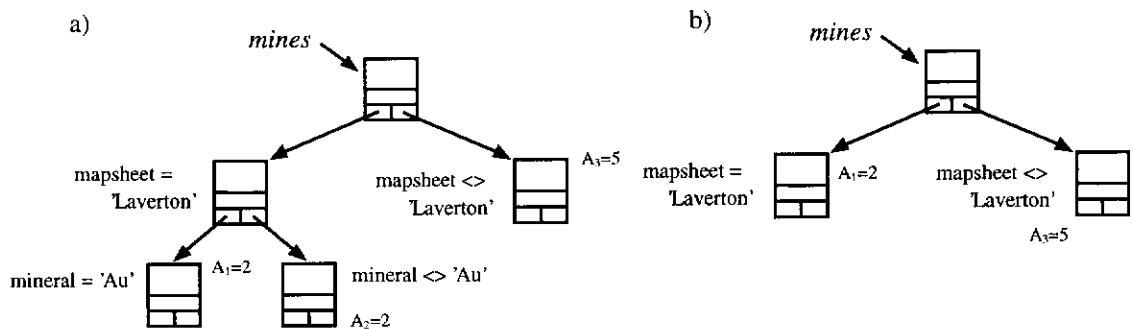 a)
mines
mapsheet =
'Laverton'
mapsheet <>
'Laverton'
A₃=5
mineral = 'Au'
A₁=2
mineral <> 'Au'
A₂=2
b)
mines
mapsheet =
'Laverton'
A₁=2
mapsheet <>
'Laverton'
A₃=5